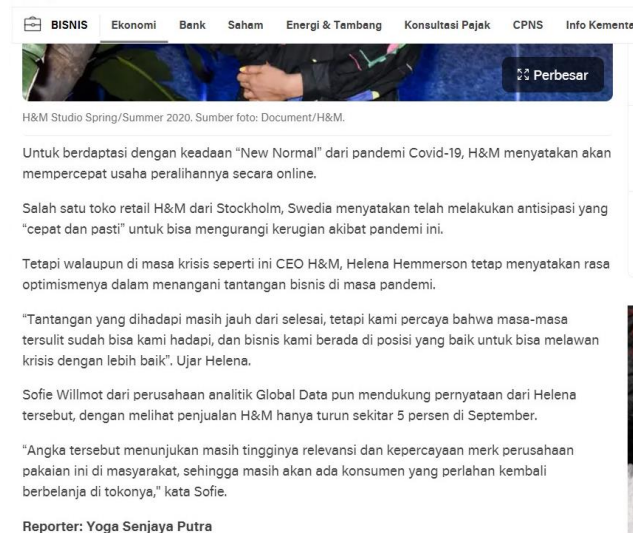 BISNIS Ekonomi Bank Saham Energi & Tambang Konsultasi Pajak CPNS Info Kementa
Perbesar
H&M Studio Spring/Summer 2020. Sumber foto: Document/H&M.
Untuk berdaptasi dengan keadaan “New Normal” dari pandemi Covid-19, H&M menyatakan akan
mempercepat usaha peralihannya secara online.
Salah satu toko retail H&M dari Stockholm, Swedia menyatakan telah melakukan antisipasi yang
“cepat dan pasti” untuk bisa mengurangi kerugian akibat pandemi ini.
Tetapi walaupun di masa krisis seperti ini CEO H&M, Helena Hemmerson tetap menyatakan rasa
optimismenya dalam menangani tantangan bisnis di masa pandemi.
“Tantangan yang dihadapi masih jauh dari selesai, tetapi kami percaya bahwa masa-masa
tersulit sudah bisa kami hadapi, dan bisnis kami berada di posisi yang baik untuk bisa melawan
krisis dengan lebih baik”. Ujar Helena.
Sofie Willmot dari perusahaan analitik Global Data pun mendukung pernyataan dari Helena
tersebut, dengan melihat penjualan H&M hanya turun sekitar 5 persen di September.
“Angka tersebut menunjukan masih tingginya relevansi dan kepercayaan merk perusahaan
pakaian ini di masyarakat, sehingga masih akan ada konsumen yang perlahan kembali
berbelanja di tokonya,” kata Sofie.
Reporter: Yoga Senjaya Putra